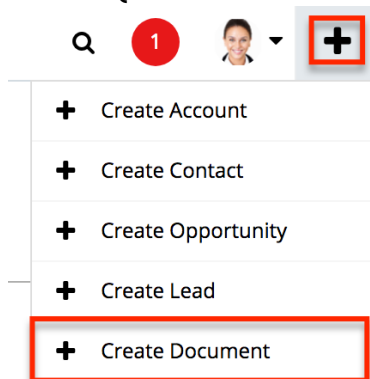 1
Create Account
Create Contact
Create Opportunity
Create Lead
Create Document